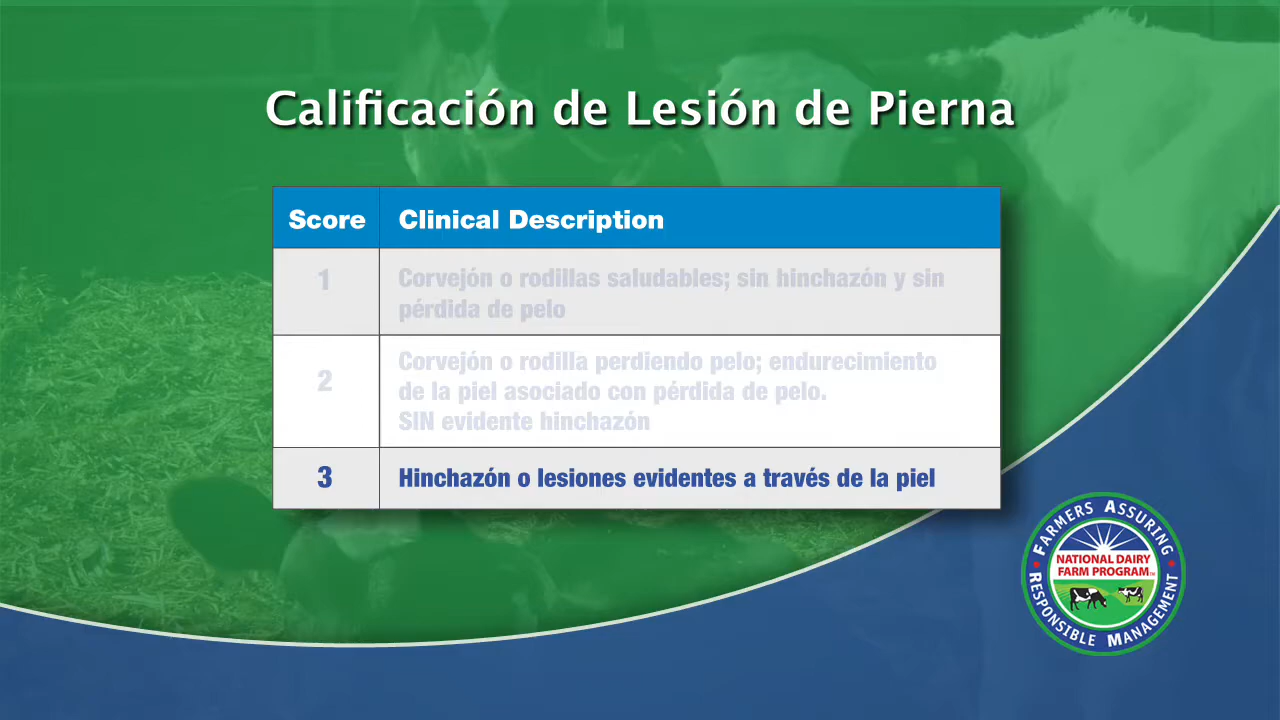 Calificación de Lesión de Pierna
Score Clinical Description
1 Corvejón o rodillas saludables; sin hinchazón y sin
pérdida de pelo
2 Corvejón o rodilla perdiendo pelo; endurecimiento
de la piel asociado con pérdida de pelo.
SIN evidente hinchazón
3 Hinchazón o lesiones evidentes a través de la piel
FARMERS ASSURING
NATIONAL DAIRY
FARM PROGRAM™
RESPONSIBLE MANAGEMENT